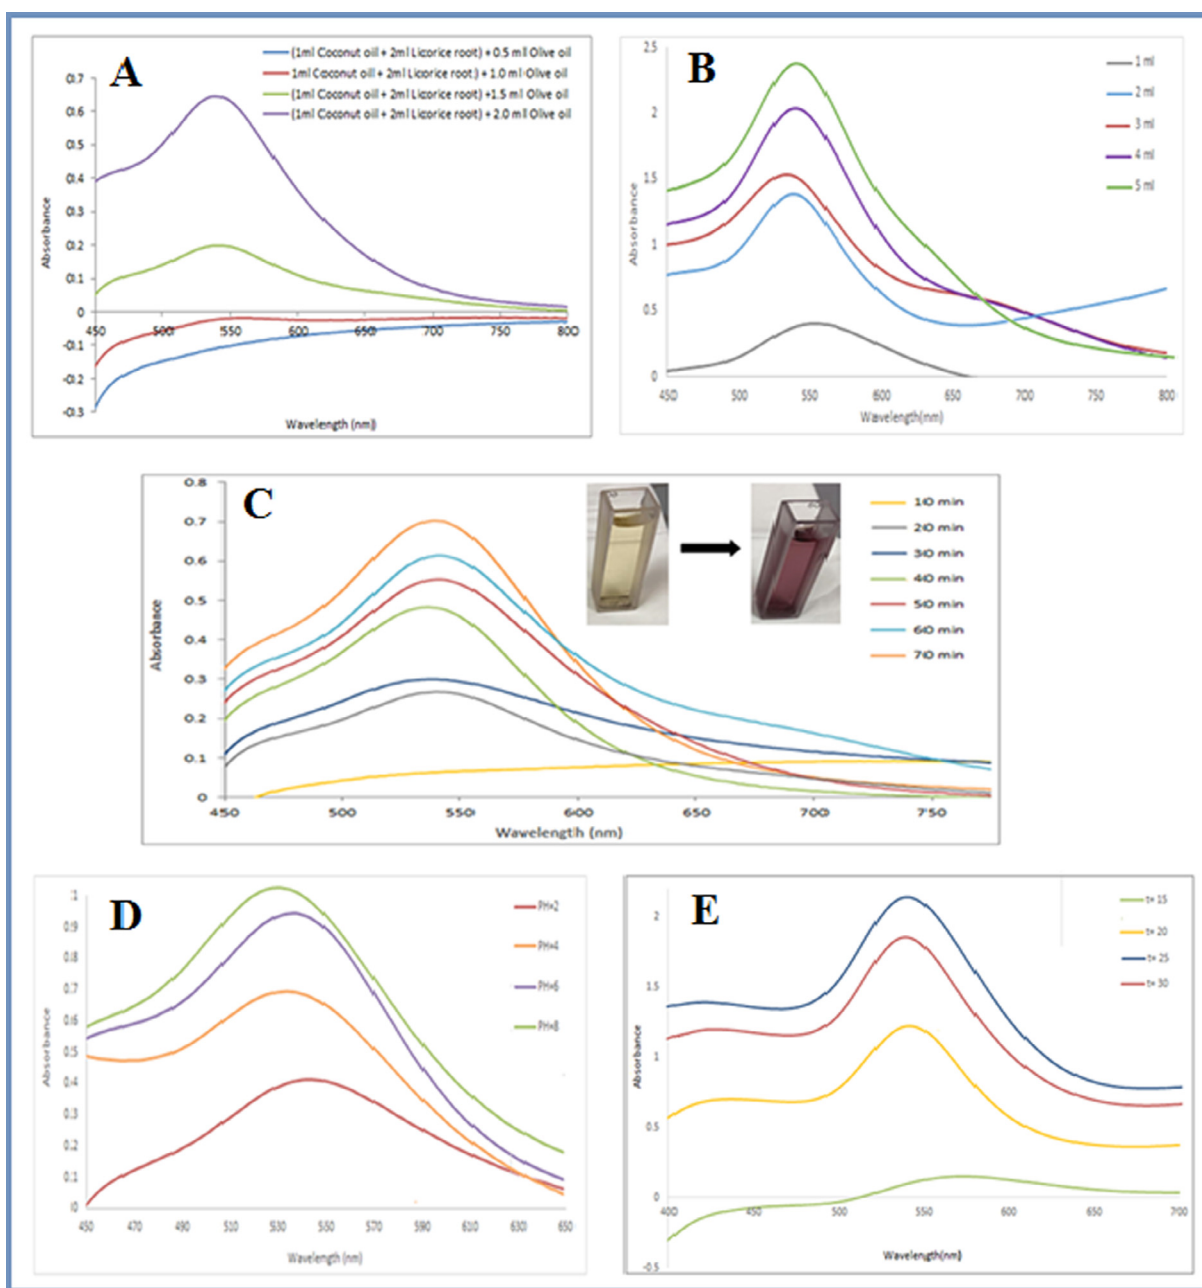 A
(1ml Coconut oil + 2ml Licorice root) + 0.5 ml Olive oil
1ml Coconut oil + 2ml Licorice root) + 1.0 ml Olive oil
(1ml Coconut oil + 2ml Licorice root) +1.5 ml Olive oil
(1ml Coconut oil + 2ml Licorice root) + 2.0 ml Olive oil
0.7
0.6
0.5
0.4
0.3
0.2
0.1
0
-0.1
-0.2
-0.3
450 500 550 600 650 700 750 800
Absorbance
Wavelength (nm)
B
1 ml
2 ml
3 ml
4 ml
5 ml
2.5
2
1.5
1
0.5
0
450 500 550 600 650 700 750 800
Absorbance
Wavelength(nm)
C
10 min
20 min
30 min
40 min
50 min
60 min
70 min
0.8
0.7
0.6
0.5
0.4
0.3
0.2
0.1
0
450 500 550 600 650 700 750
Absorbance
Wavelength (nm)
D
PH=2
PH=4
PH=6
PH=8
1
0.9
0.8
0.7
0.6
0.5
0.4
0.3
0.2
0.1
0
450 470 490 510 530 550 570 590 610 630 650
Absorbance
Wavelength (nm)
E
t= 15
t= 20
t= 25
t= 30
2
1.5
1
0.5
0
-0.5
400 450 500 550 600 650 700
Absorbance
Wavelength(nm)